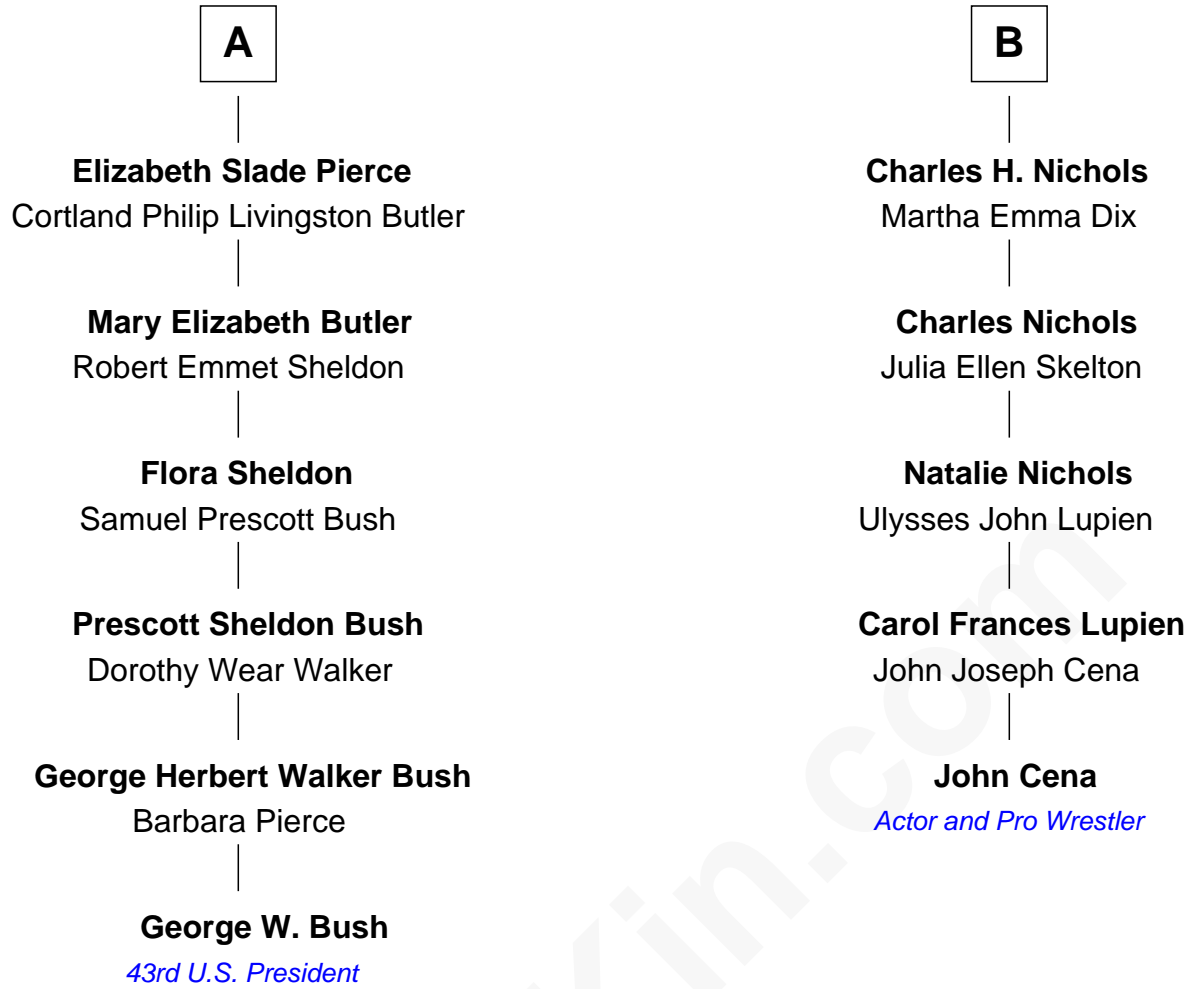 A
Elizabeth Slade Pierce
Cortland Philip Livingston Butler
Mary Elizabeth Butler
Robert Emmet Sheldon
Flora Sheldon
Samuel Prescott Bush
Prescott Sheldon Bush
Dorothy Wear Walker
George Herbert Walker Bush
Barbara Pierce
George W. Bush
43rd U.S. President
B
Charles H. Nichols
Martha Emma Dix
Charles Nichols
Julia Ellen Skelton
Natalie Nichols
Ulysses John Lupien
Carol Frances Lupien
John Joseph Cena
John Cena
Actor and Pro Wrestler